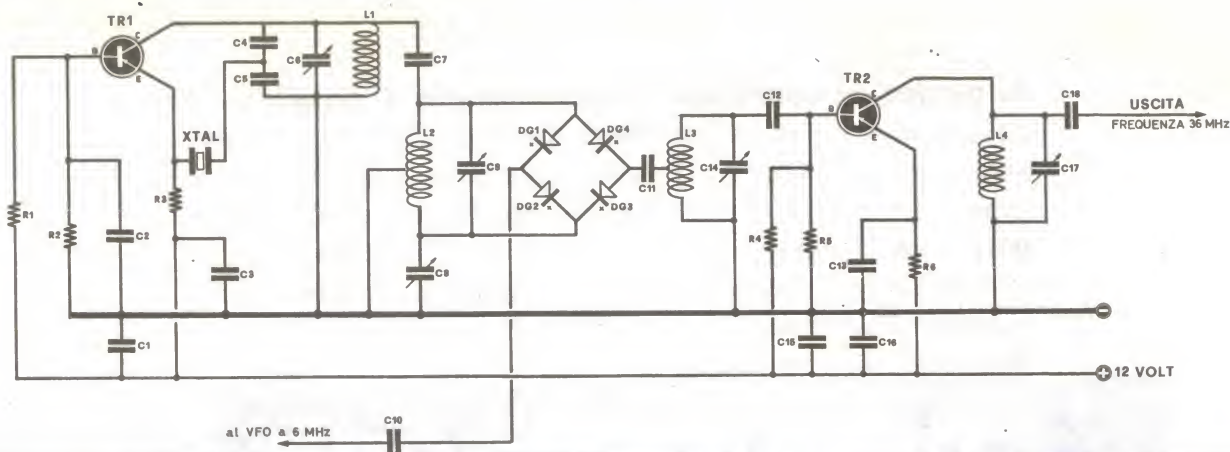 TR1
C
B
E
XTAL
R1
R2
R3
C2
C3
C1
C4
C5
C6
L1
C7
L2
C9
C8
DG1
DG4
DG2
DG3
C11
L3
C14
C12
TR2
C
B
E
R4
R5
C13
R6
C15
C16
L4
C17
C18
USCITA
FREQUENZA 36 MHz
−
+ 12 VOLT
al VFO a 6 MHz
C10